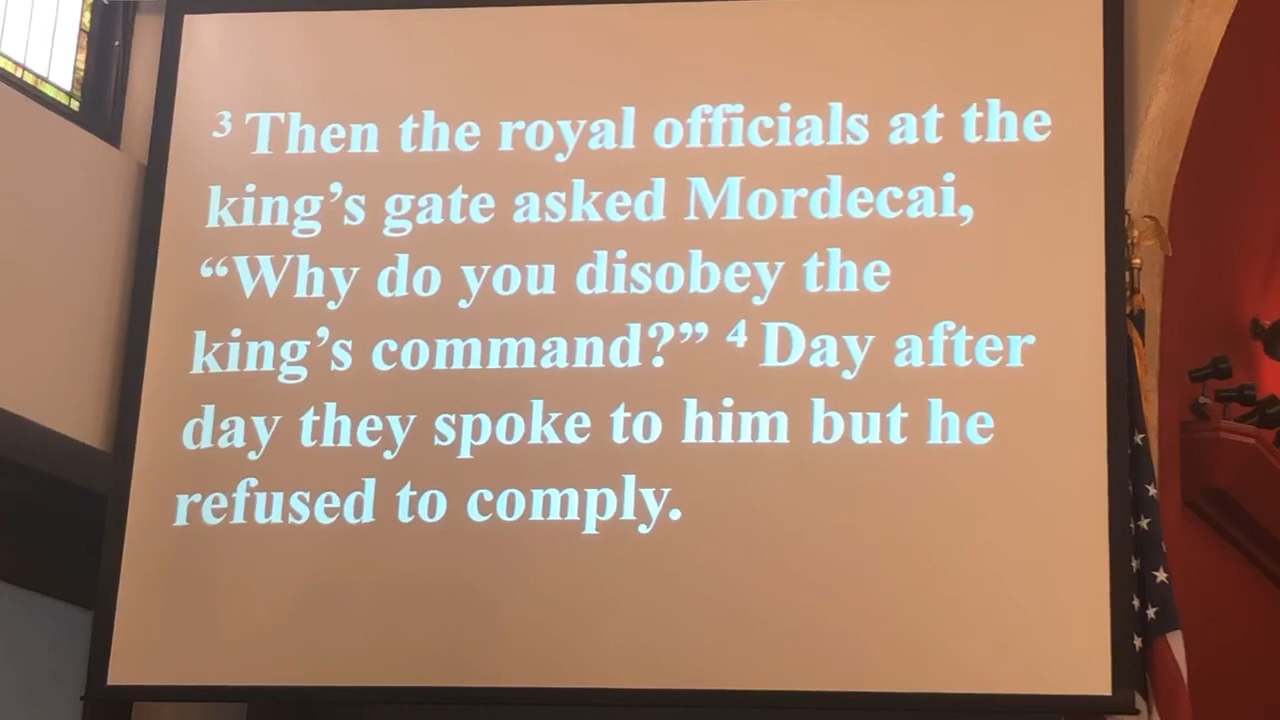 ³ Then the royal officials at the
king’s gate asked Mordecai,
“Why do you disobey the
king’s command?” ⁴ Day after
day they spoke to him but he
refused to comply.